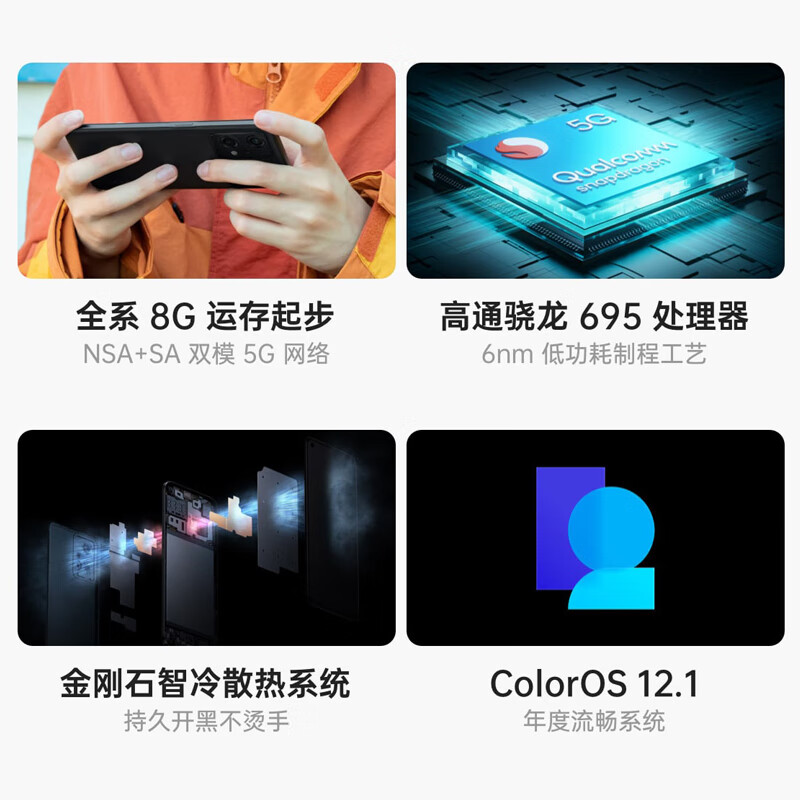 5G
Qualcomm
snapdragon
全系 8G 运存起步
NSA+SA 双模 5G 网络
高通骁龙 695 处理器
6nm 低功耗制程工艺
金刚石智冷散热系统
持久开黑不烫手
ColorOS 12.1
年度流畅系统